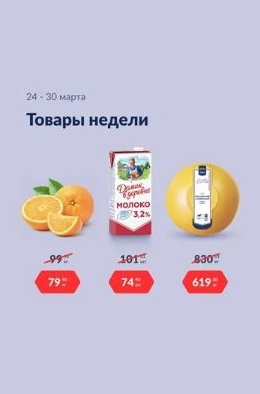 24 - 30 марта
Товары недели
Домик
в деревне
МОЛОКО
3,2%
99
101
830
79
74
619